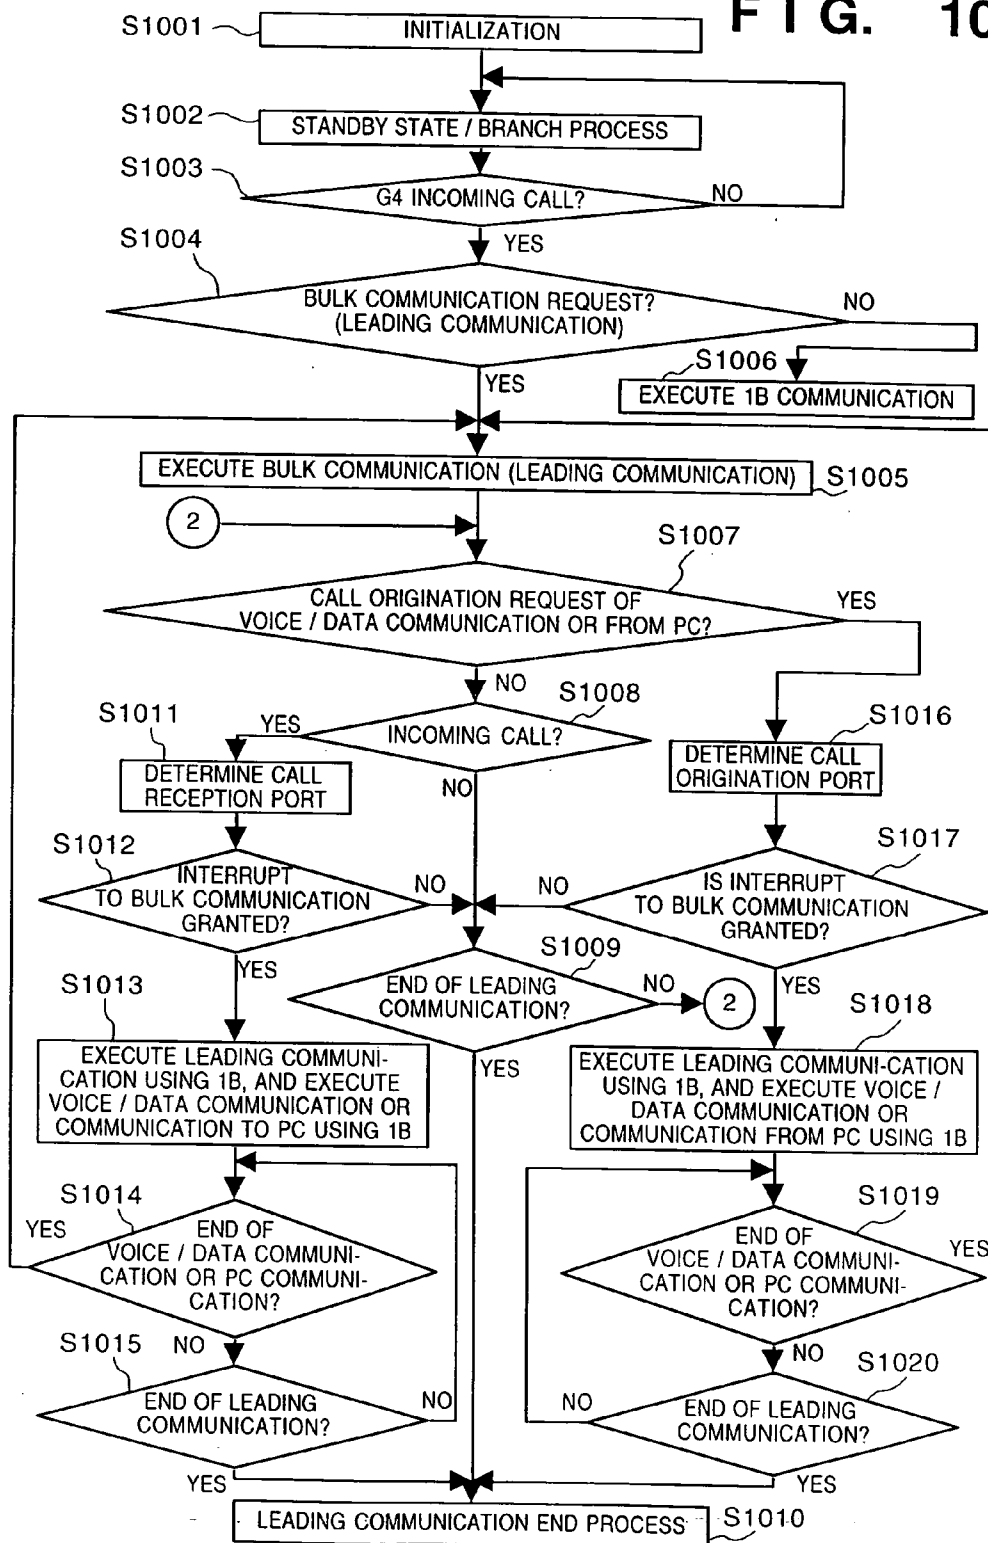 FIG. 10
S1001
INITIALIZATION
S1002
STANDBY STATE / BRANCH PROCESS
S1003
G4 INCOMING CALL?
NO
YES
S1004
BULK COMMUNICATION REQUEST?
(LEADING COMMUNICATION)
NO
YES
S1006
EXECUTE 1B COMMUNICATION
EXECUTE BULK COMMUNICATION (LEADING COMMUNICATION)
S1005
2
S1007
CALL ORIGINATION REQUEST OF
VOICE / DATA COMMUNICATION OR FROM PC?
YES
NO
S1008
INCOMING CALL?
YES
NO
S1011
DETERMINE CALL
RECEPTION PORT
S1016
DETERMINE CALL
ORIGINATION PORT
S1012
INTERRUPT
TO BULK COMMUNICATION
GRANTED?
NO
YES
S1017
IS INTERRUPT
TO BULK COMMUNICATION
GRANTED?
NO
YES
S1009
END OF LEADING
COMMUNICATION?
NO
2
YES
S1013
EXECUTE LEADING COMMUNI-
CATION USING 1B, AND EXECUTE
VOICE / DATA COMMUNICATION OR
COMMUNICATION TO PC USING 1B
S1018
EXECUTE LEADING COMMUNI-CATION
USING 1B, AND EXECUTE VOICE /
DATA COMMUNICATION OR
COMMUNICATION FROM PC USING 1B
S1014
YES
END OF
VOICE / DATA COMMUNI-
CATION OR PC COMMUNI-
CATION?
NO
S1019
END OF
VOICE / DATA COMMUNI-
CATION OR PC COMMUNI-
CATION?
YES
NO
S1015
END OF LEADING
COMMUNICATION?
NO
YES
S1020
END OF LEADING
COMMUNICATION?
NO
YES
LEADING COMMUNICATION END PROCESS
S1010